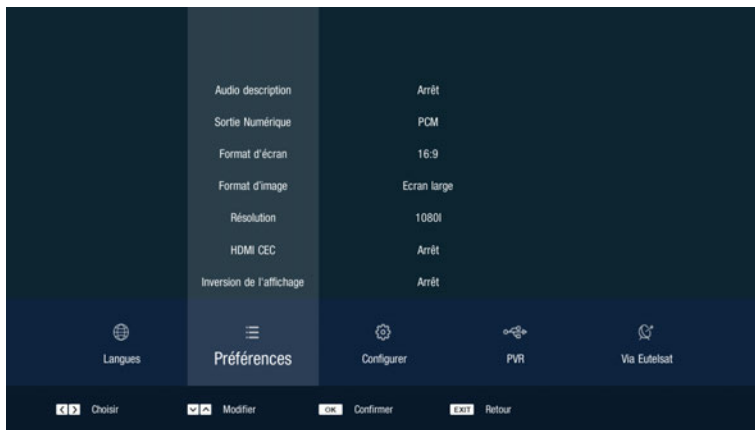 Audio description Arrêt
Sortie Numérique PCM
Format d'écran 16:9
Format d'image Ecran large
Résolution 1080I
HDMI CEC Arrêt
Inversion de l'affichage Arrêt
Langues Préférences Configurer PVR Via Eutelsat
Choisir Modifier OK Confirmer EXIT Retour